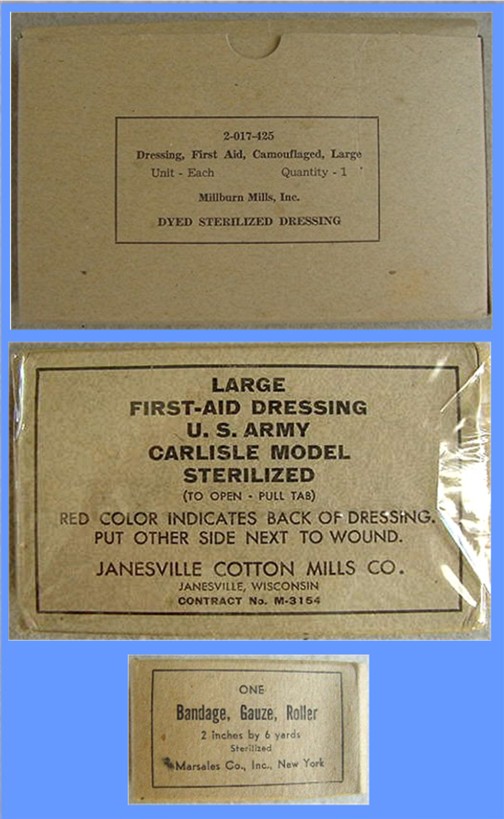 2-017-425
Dressing, First Aid, Camouflaged, Large
Unit - Each Quantity - 1
Millburn Mills, Inc.
DYED STERILIZED DRESSING
LARGE
FIRST-AID DRESSING
U. S. ARMY
CARLISLE MODEL
STERILIZED
(TO OPEN - PULL TAB)
RED COLOR INDICATES BACK OF DRESSING.
PUT OTHER SIDE NEXT TO WOUND.
JANESVILLE COTTON MILLS CO.
JANESVILLE, WISCONSIN
CONTRACT No. M-3154
ONE
Bandage, Gauze, Roller
2 inches by 6 yards
Sterilized
Marsales Co., Inc., New York